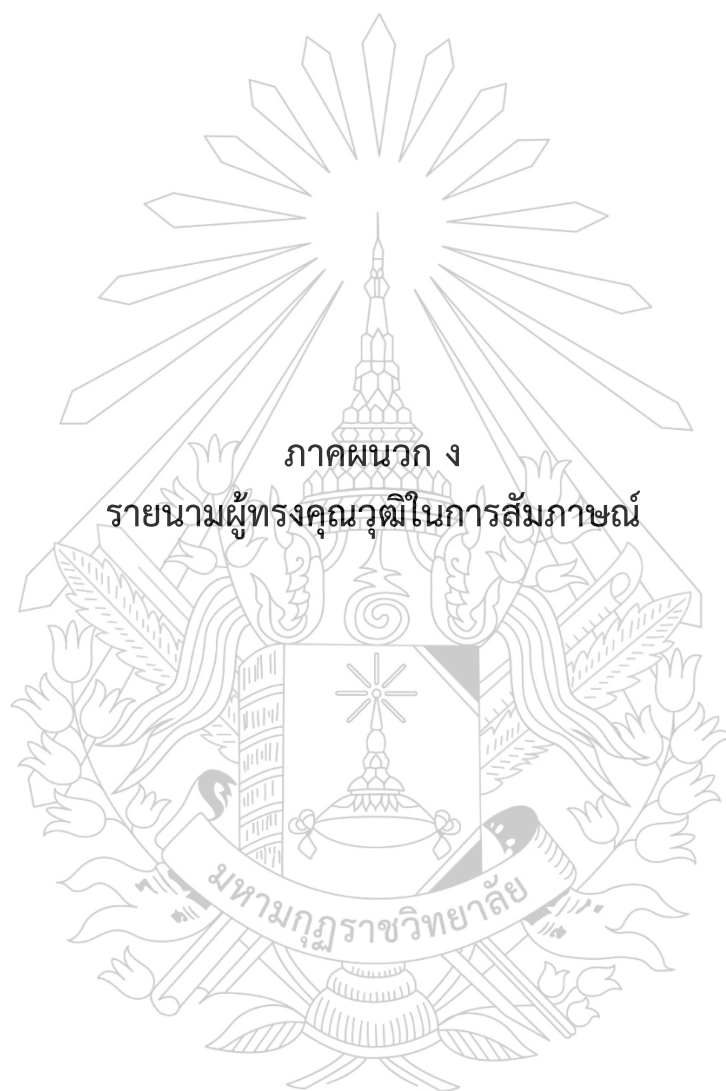 ภาคผนวก ง
รายนามผู้ทรงคุณวุฒิในการสัมภาษณ์
มหามกุฏราชวิทยาลัย